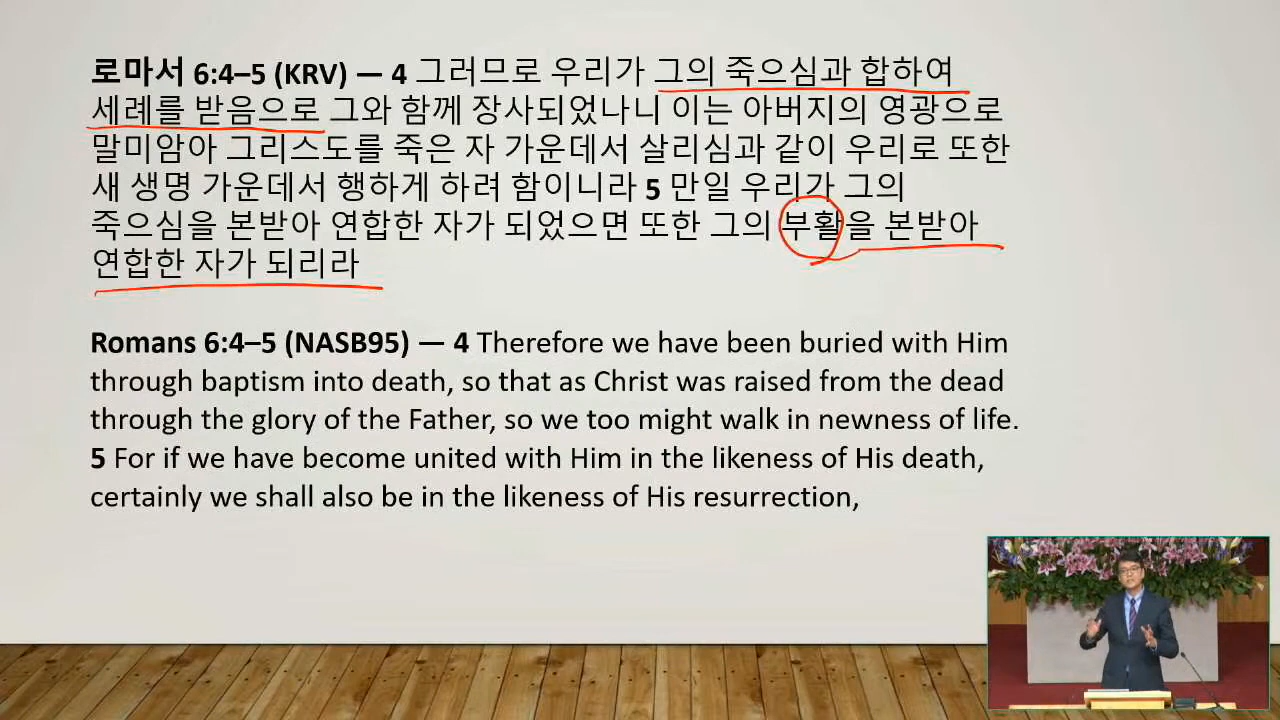 로마서 6:4–5 (KRV) — 4 그러므로 우리가 그의 죽으심과 합하여
세례를 받음으로 그와 함께 장사되었나니 이는 아버지의 영광으로
말미암아 그리스도를 죽은 자 가운데서 살리심과 같이 우리로 또한
새 생명 가운데서 행하게 하려 함이니라 5 만일 우리가 그의
죽으심을 본받아 연합한 자가 되었으면 또한 그의 부활을 본받아
연합한 자가 되리라
Romans 6:4–5 (NASB95) — 4 Therefore we have been buried with Him
through baptism into death, so that as Christ was raised from the dead
through the glory of the Father, so we too might walk in newness of life.
5 For if we have become united with Him in the likeness of His death,
certainly we shall also be in the likeness of His resurrection,